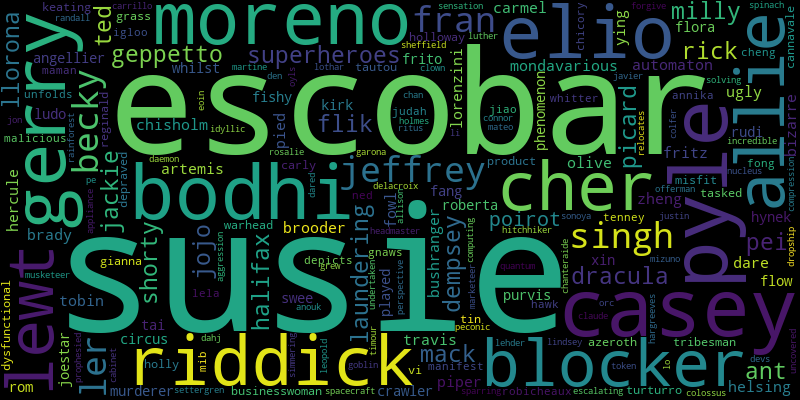 escobar
susie
moreno
elio
gerry
bodhi
riddick
blocker
casey
pyle
allie
cher
jeffrey
singh
lewt
fran
milly
rick
picard
ted
becky
jackie
geppetto
superheroes
llorona
flik
halifax
laundering
dempsey
poirot
dracula
mack
ant
ler
jojo
shorty
pei
ugly
helsing
carmel
grass
carrillo
randall
keating
igloo
angellier
maman
whilst
unfolds
martine
den
lothar
tautou
frito
holloway
sheffield
sensation
luther
clown
lorenzini
mondavarious
phenomenon
automaton
ying
flora
chicory
spinach
cheng
cannavale
forgive
javier
solving
annika
whitter
bizarre
ludo
reginald
eoin
idyllic
fishy
kirk
pied
chisholm
chan
judah
holmes
ritus
jiao
connor
mateo
li
colfer
relocates
rudi
incredible
malicious
jon
rainforest
daemon
rosalie
garona
artemis
carly
depraved
hercule
pe
appliance
brady
prophesied
cabinet
gianna
tobin
musketeer
dysfunctional
rom
joestar
tai
circus
dahj
holly
murderer
settergren
mib
lela
aggression
warhead
brooder
depicts
grew
gnaws
swee
anouk
simmering
leopold
timour
goblin
businesswoman
spacecraft
vi
crawler
travis
manifest
piper
sparring
robicheaux
escalating
turturro
colossus
devs
token
lo
lindsey
lehder
azeroth
tribesman
hargreeves
uncovered
claude
orc
hawk
purvis
tin
peconic
quantum
chanteraide
marketeer
computing
hitchhiker
sonoya
tenney
justin
mizuno
dropship
flow
dare
hynek
tasked
nucleus
compression
fong
misfit
offerman
fritz
olive
product
zheng
xin
roberta
fang
fowl
bushranger
played
perspective
undertaken
headmaster
allison
delacroix
dared
ned